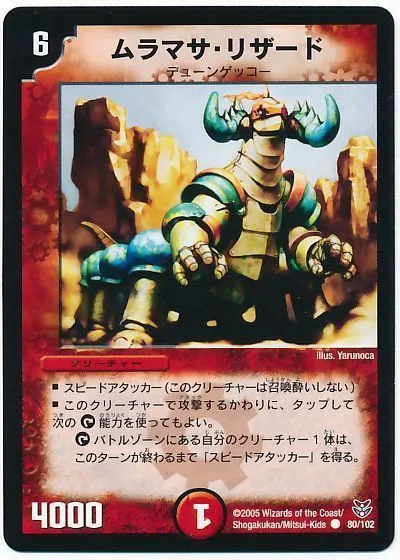 6
ムラマサ・リザード
デューンゲッコー
illus. Yarunoca
クリーチャー
■ スピードアタッカー（このクリーチャーは召喚酔いしない）
■ このクリーチャーで攻撃するかわりに、タップして
次の 能力を使ってもよい。
バトルゾーンにある自分のクリーチャー1体は、
このターンが終わるまで「スピードアタッカー」を得る。
4000
1
©2005 Wizards of the Coast/
Shogakukan/Mitsui-Kids ● 80/102